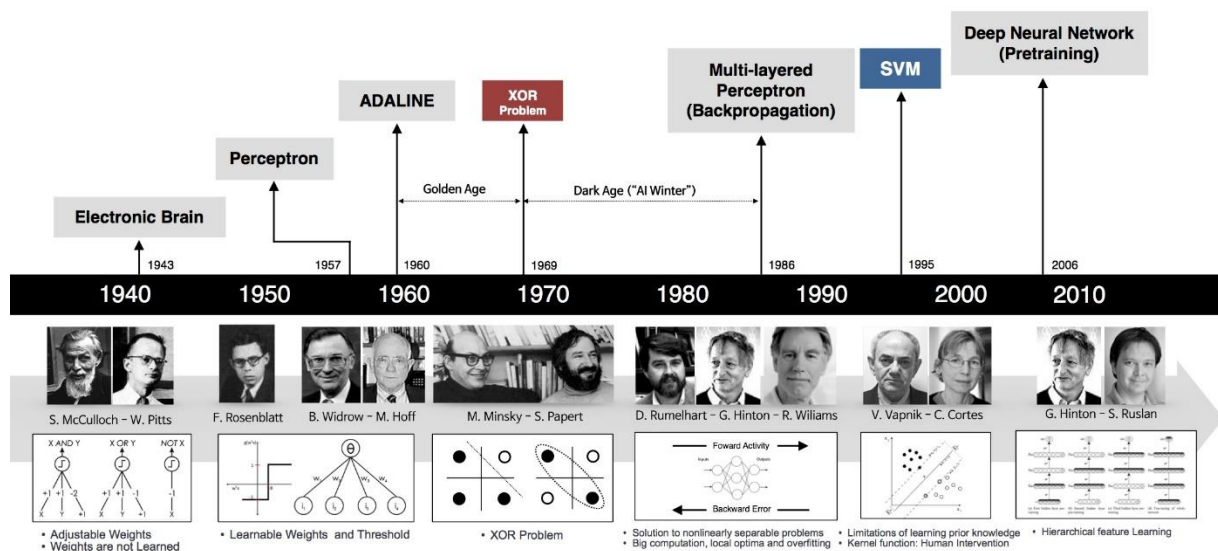 Deep Neural Network
(Pretraining)
Multi-layered
Perceptron
(Backpropagation)
SVM
ADALINE
XOR
Problem
Perceptron
Golden Age
Dark Age ("AI Winter")
Electronic Brain
1943
1957
1960
1969
1986
1995
2006
1940
1950
1960
1970
1980
1990
2000
2010
S. McCulloch – W. Pitts
F. Rosenblatt
B. Widrow – M. Hoff
M. Minsky – S. Papert
D. Rumelhart – G. Hinton – R. Wiliams
V. Vapnik – C. Cortes
G. Hinton – S. Ruslan
X AND Y
X OR Y
NOT X
+1 +1 -2
+1 +1 -1
-1
X Y +1
X Y +1
X
Foward Activity
Backward Error
• Adjustable Weights
• Weights are not Learned
• Learnable Weights and Threshold
• XOR Problem
• Solution to nonlinearly separable problems
• Big computation, local optima and overfitting
• Limitations of learning prior knowledge
• Kernel function: Human Intervention
• Hierarchical feature Learning